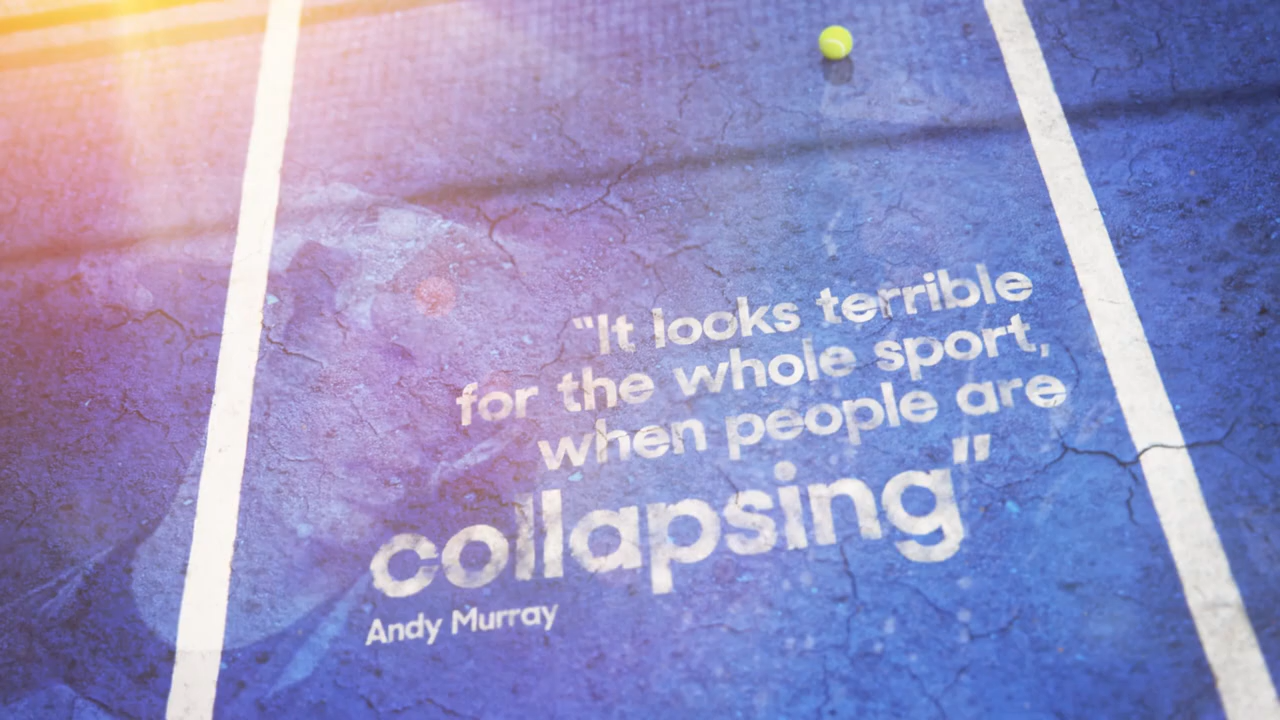 “It looks terrible
for the whole sport,
when people are
collapsing”
Andy Murray